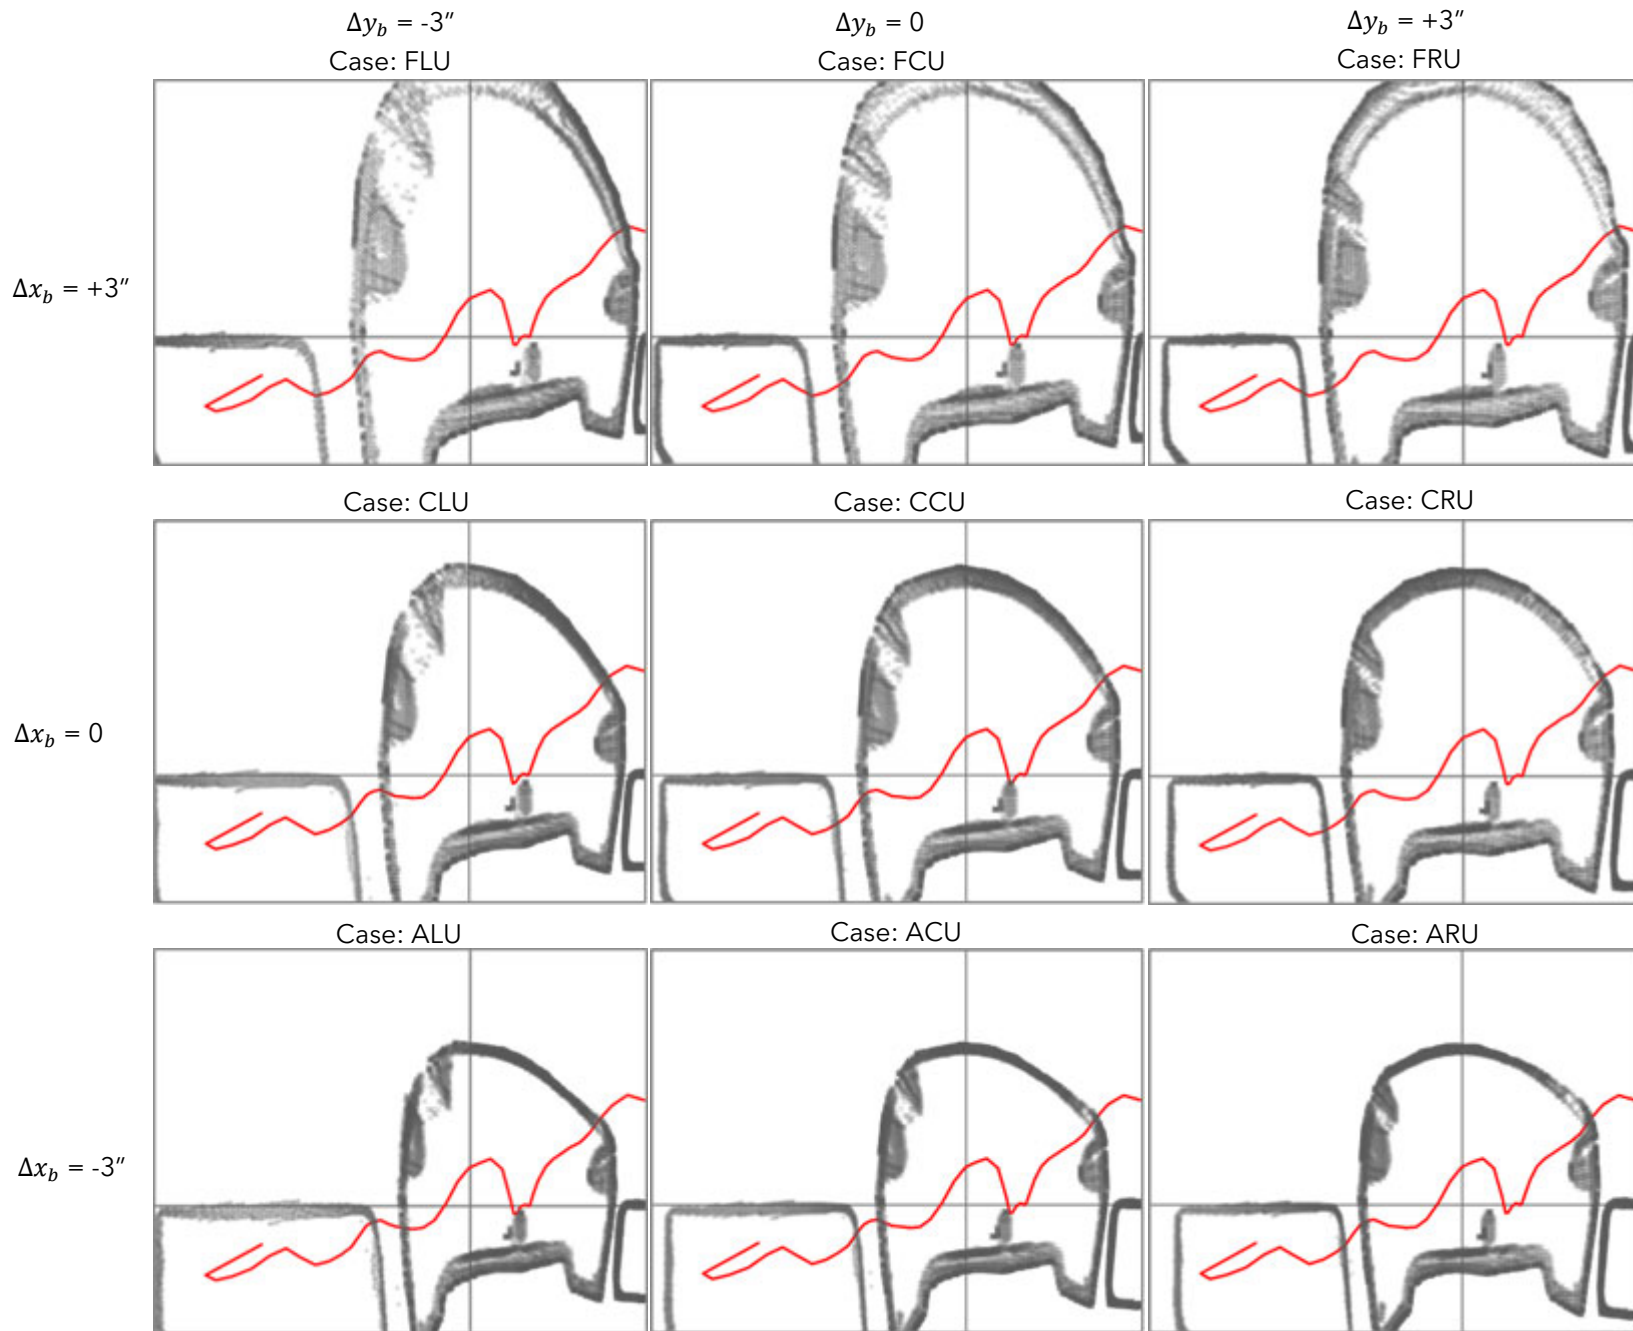 Δy_b = -3″ Δy_b = 0 Δy_b = +3″
Case: FLU Case: FCU Case: FRU
Δx_b = +3″
Case: CLU Case: CCU Case: CRU
Δx_b = 0
Case: ALU Case: ACU Case: ARU
Δx_b = -3″